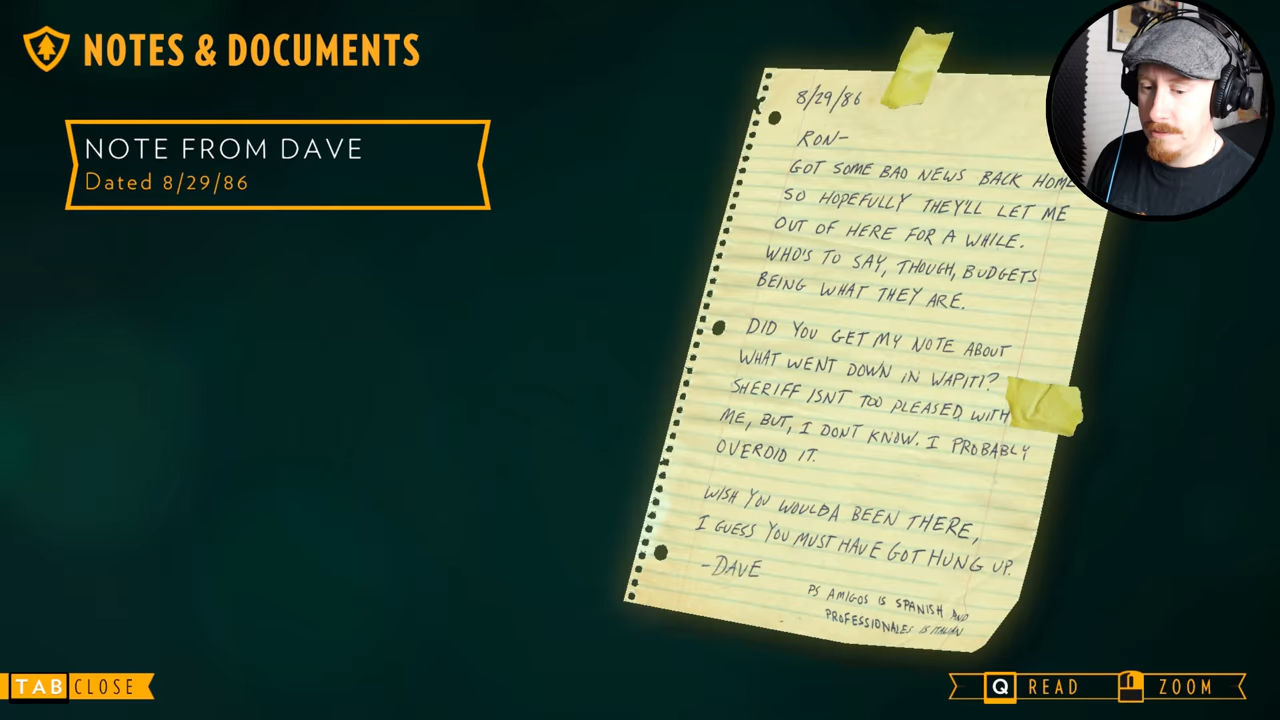 NOTES & DOCUMENTS
NOTE FROM DAVE
Dated 8/29/86
8/29/86
RON-
GOT SOME BAD NEWS BACK HOME
SO HOPEFULLY THEY'LL LET ME
OUT OF HERE FOR A WHILE.
WHO'S TO SAY, THOUGH, BUDGETS
BEING WHAT THEY ARE.
DID YOU GET MY NOTE ABOUT
WHAT WENT DOWN IN WAPITI?
SHERIFF ISNT TOO PLEASED WITH
ME, BUT, I DONT KNOW. I PROBABLY
OVERDID IT.
WISH YOU WOULDA BEEN THERE,
I GUESS YOU MUST HAVE GOT HUNG UP.
-DAVE
PS AMIGOS IS SPANISH AND
PROFESSIONALES IS ITALIAN
TAB CLOSE
Q READ ZOOM